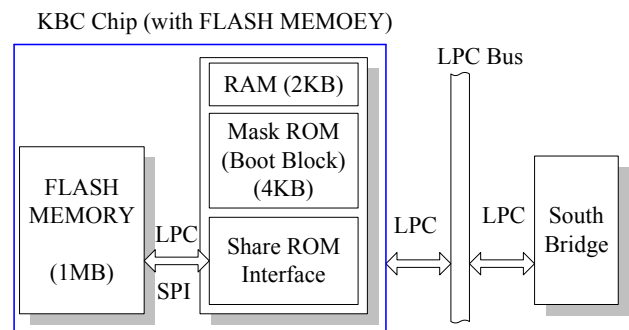 KBC Chip (with FLASH MEMOEY)
LPC Bus
RAM (2KB)
Mask ROM
(Boot Block)
(4KB)
FLASH
MEMORY
(1MB)
LPC
SPI
Share ROM
Interface
LPC
LPC
South
Bridge